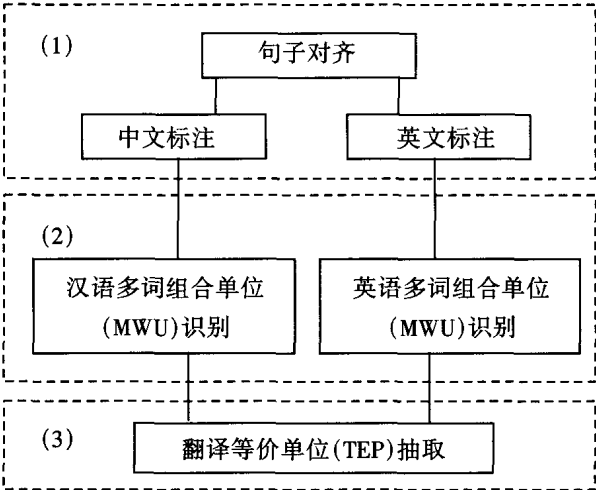 (1)
句子对齐
中文标注
英文标注
(2)
汉语多词组合单位
(MWU)识别
英语多词组合单位
(MWU)识别
(3)
翻译等价单位(TEP)抽取